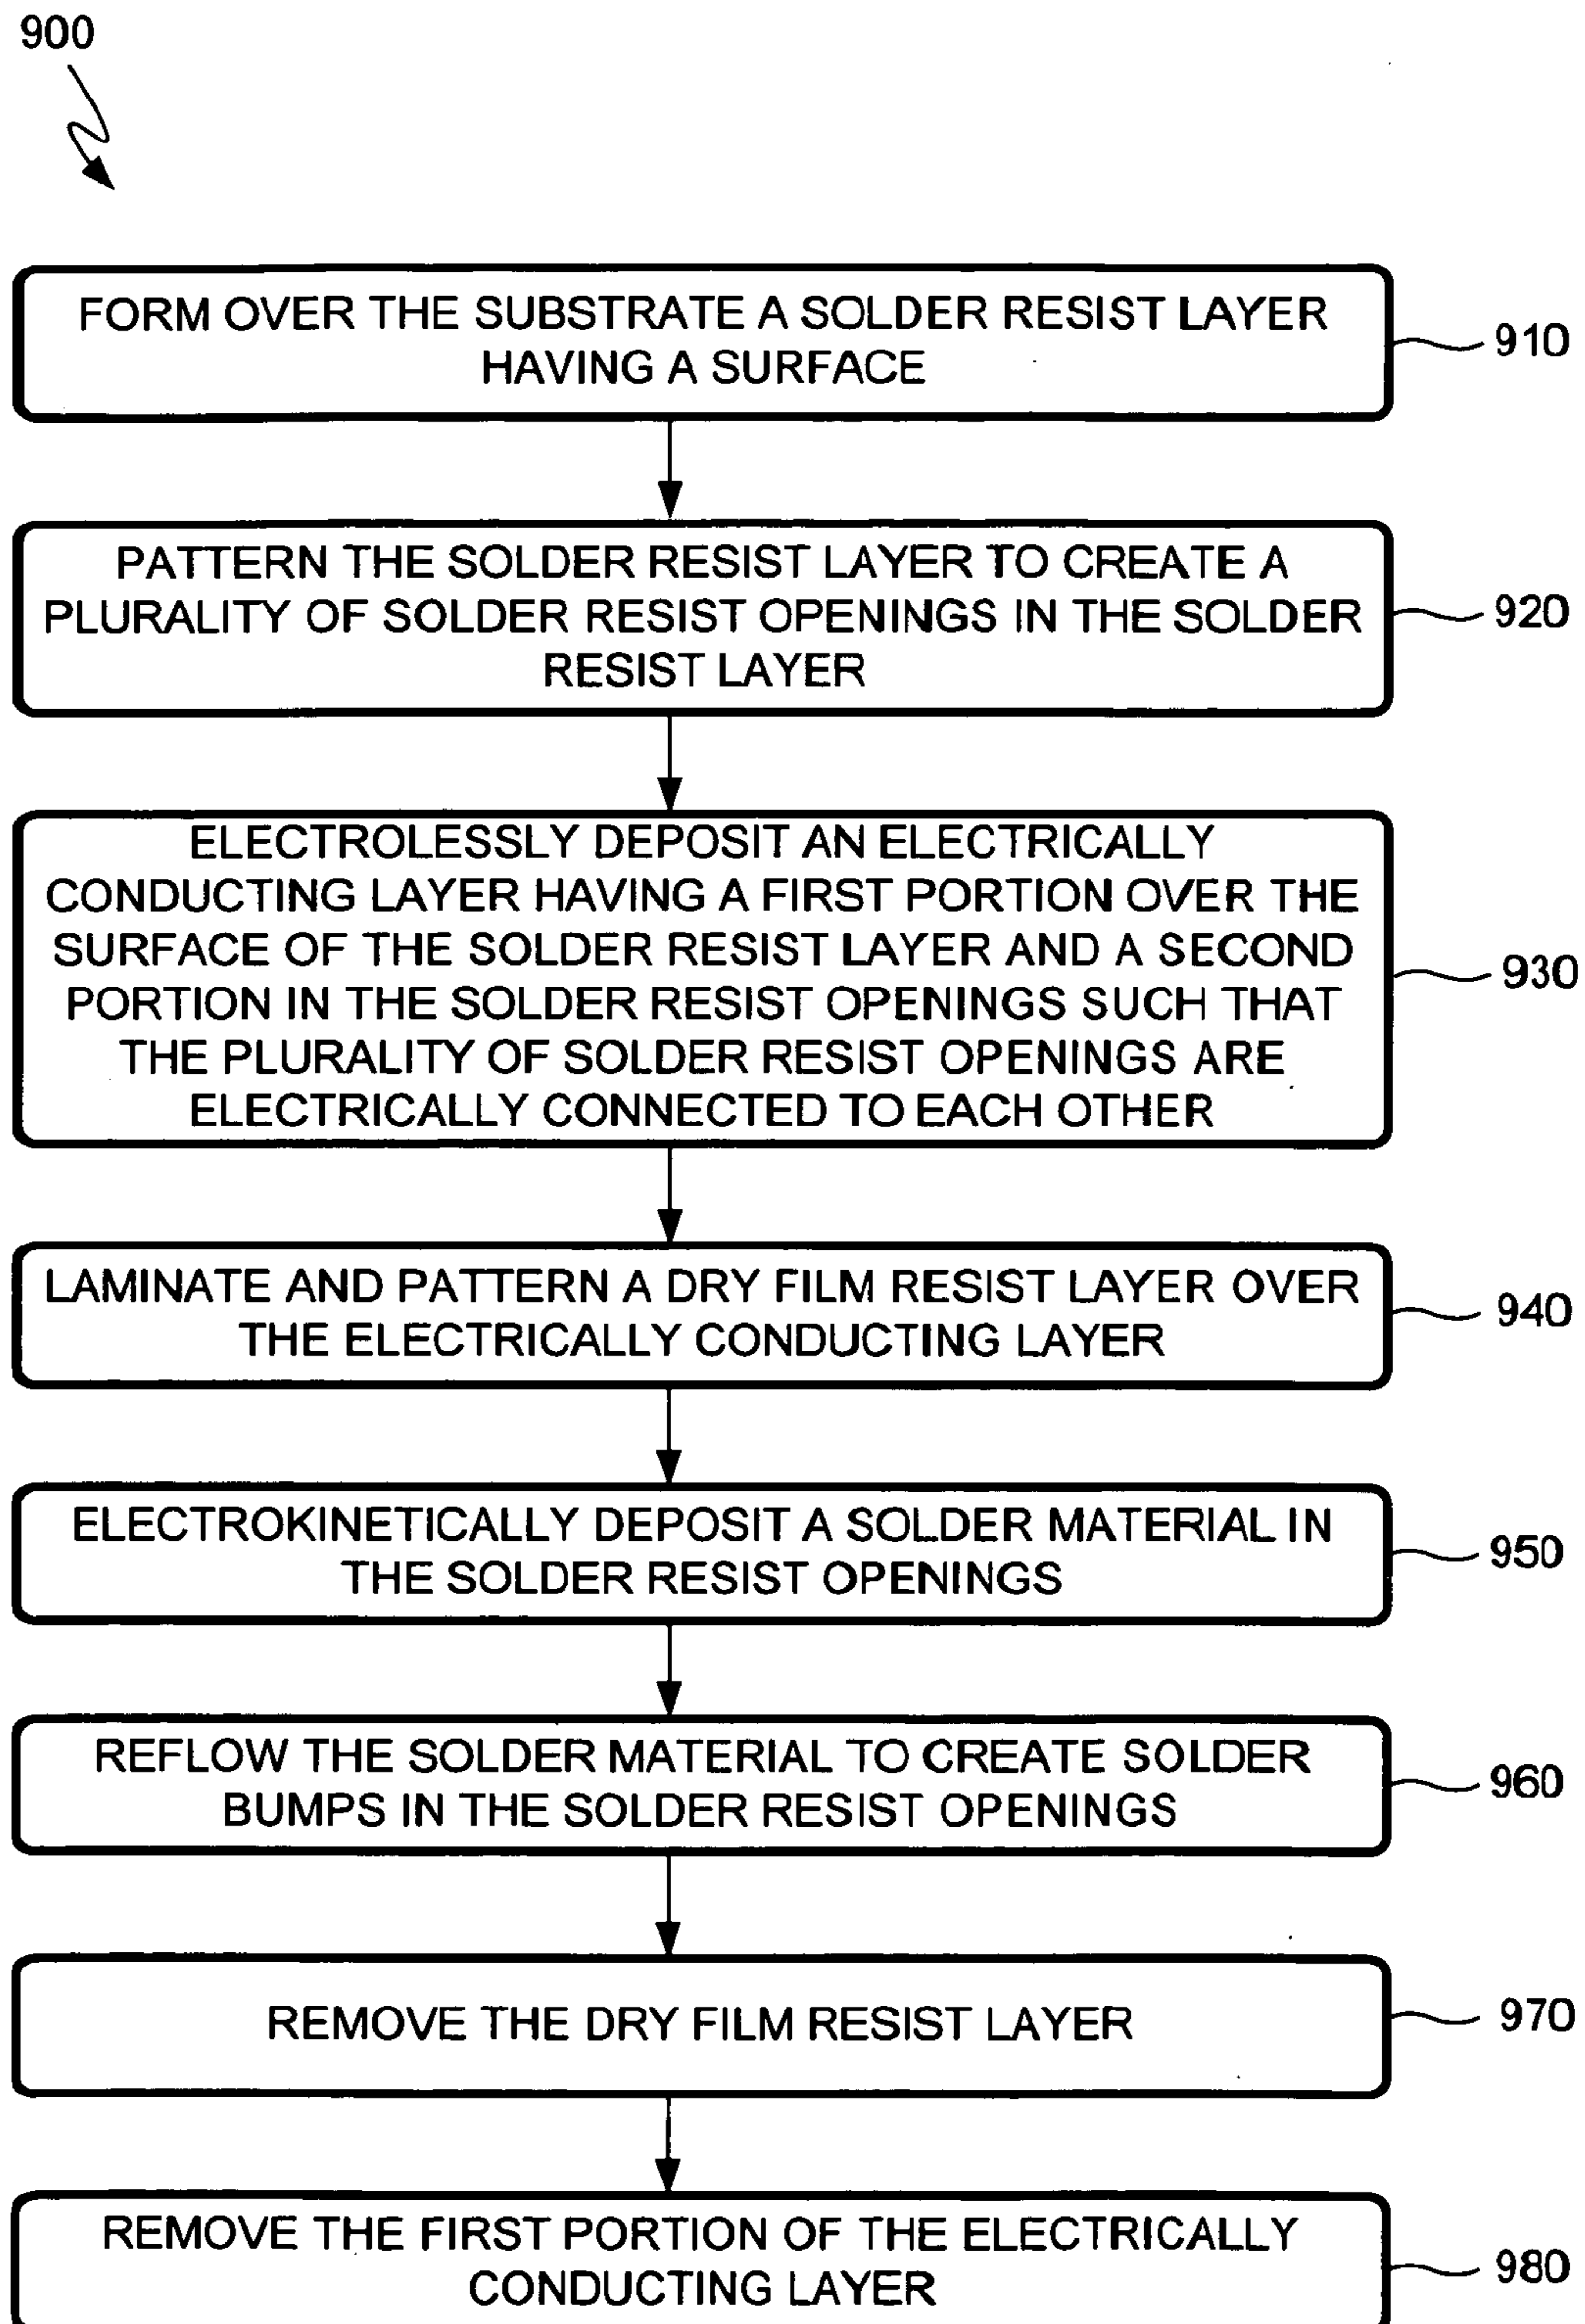 900
FORM OVER THE SUBSTRATE A SOLDER RESIST LAYER
HAVING A SURFACE
910
PATTERN THE SOLDER RESIST LAYER TO CREATE A
PLURALITY OF SOLDER RESIST OPENINGS IN THE SOLDER
RESIST LAYER
920
ELECTROLESSLY DEPOSIT AN ELECTRICALLY
CONDUCTING LAYER HAVING A FIRST PORTION OVER THE
SURFACE OF THE SOLDER RESIST LAYER AND A SECOND
PORTION IN THE SOLDER RESIST OPENINGS SUCH THAT
THE PLURALITY OF SOLDER RESIST OPENINGS ARE
ELECTRICALLY CONNECTED TO EACH OTHER
930
LAMINATE AND PATTERN A DRY FILM RESIST LAYER OVER
THE ELECTRICALLY CONDUCTING LAYER
940
ELECTROKINETICALLY DEPOSIT A SOLDER MATERIAL IN
THE SOLDER RESIST OPENINGS
950
REFLOW THE SOLDER MATERIAL TO CREATE SOLDER
BUMPS IN THE SOLDER RESIST OPENINGS
960
REMOVE THE DRY FILM RESIST LAYER
970
REMOVE THE FIRST PORTION OF THE ELECTRICALLY
CONDUCTING LAYER
980